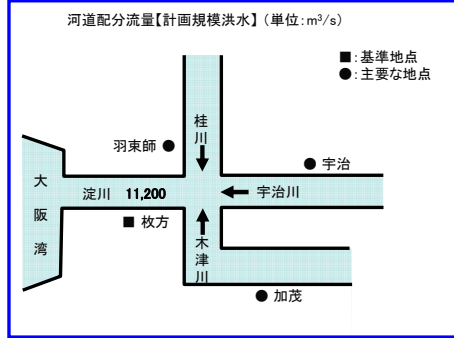 河道配分流量【計画規模洪水】(単位:m³/s)
■:基準地点
●:主要な地点
桂川
羽束師 ●
● 宇治
大阪湾
淀川 11,200
宇治川
■ 枚方
木津川
● 加茂